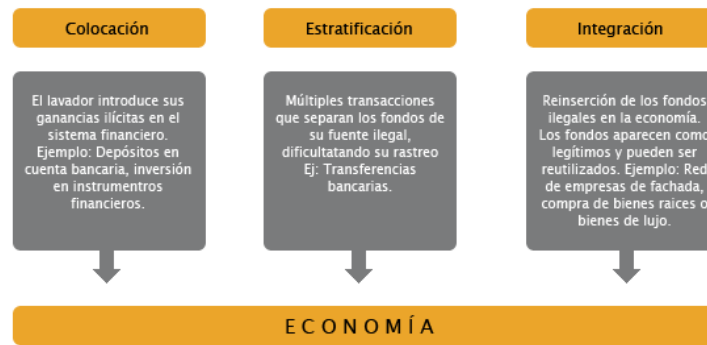 Colocación
Estratificación
Integración
El lavador introduce sus
ganancias ilícitas en el
sistema financiero.
Ejemplo: Depósitos en
cuenta bancaria, inversión
en instrumentros
financieros.
Múltiples transacciones
que separan los fondos de
su fuente ilegal,
dificultatando su rastreo
Ej: Transferencias
bancarias.
Reinserción de los fondos
ilegales en la economía.
Los fondos aparecen como
legítimos y pueden ser
reutilizados. Ejemplo: Red
de empresas de fachada,
compra de bienes raices o
bienes de lujo.
ECONOMÍA